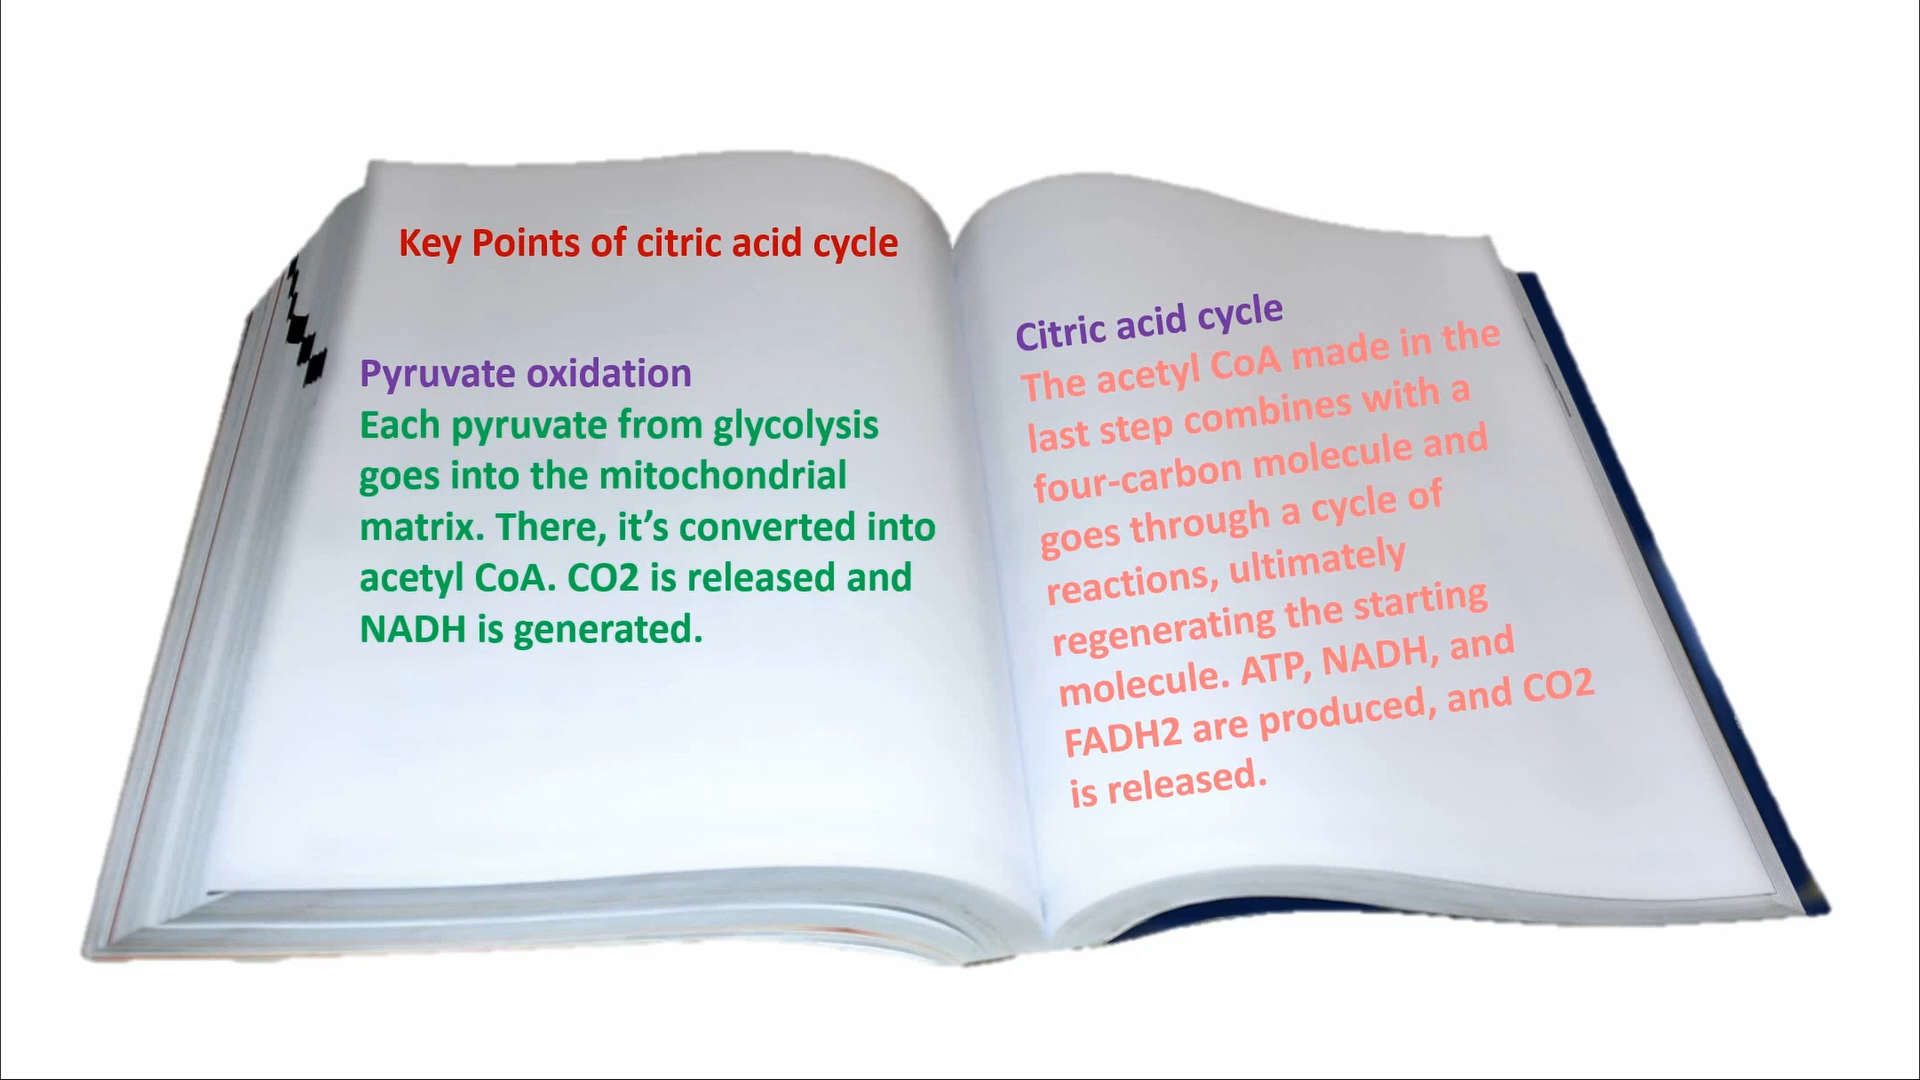 Key Points of citric acid cycle
Pyruvate oxidation
Each pyruvate from glycolysis
goes into the mitochondrial
matrix. There, it’s converted into
acetyl CoA. CO2 is released and
NADH is generated.
Citric acid cycle
The acetyl CoA made in the
last step combines with a
four-carbon molecule and
goes through a cycle of
reactions, ultimately
regenerating the starting
molecule. ATP, NADH, and
FADH2 are produced, and CO2
is released.